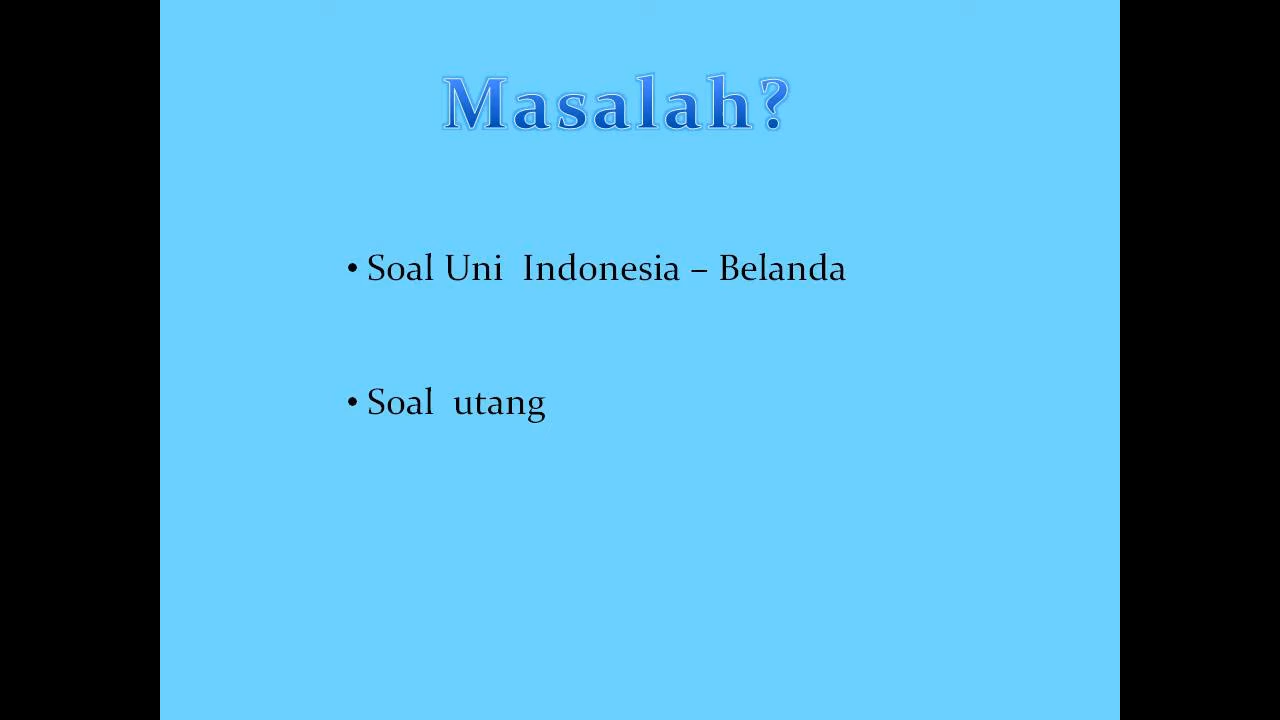 Masalah?
• Soal Uni  Indonesia – Belanda
• Soal  utang